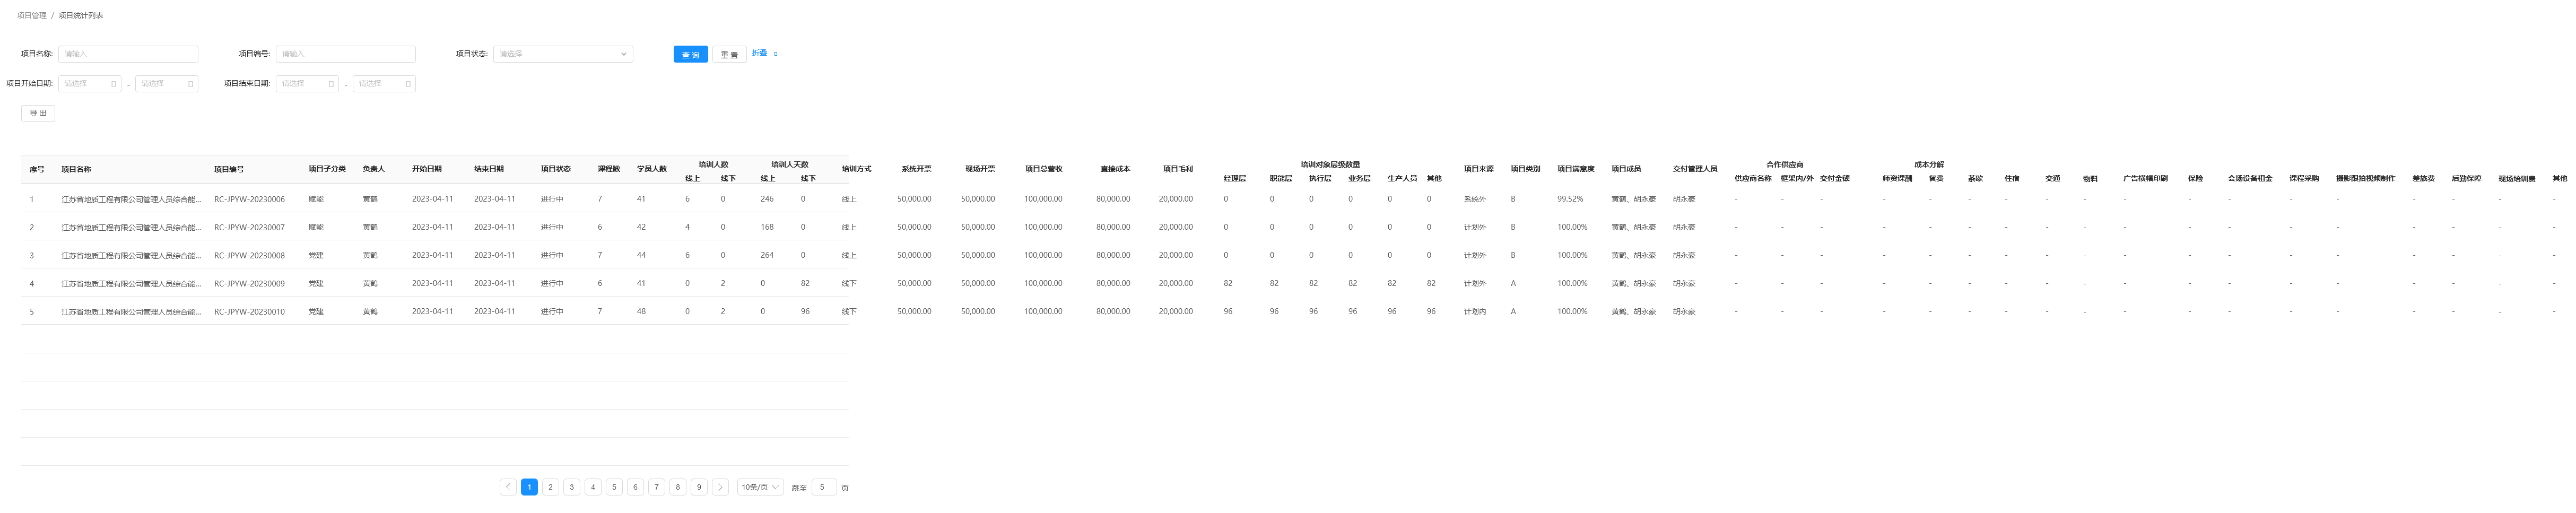 项目管理 / 项目统计列表
项目名称: 请输入 项目编号: 请输入 项目状态: 请选择 查 询 重 置 折叠
项目开始日期: 请选择 - 请选择 项目结束日期: 请选择 - 请选择
导 出
序号 项目名称 项目编号 项目子分类 负责人 开始日期 结束日期 项目状态 课程数 学员人数 培训人数 培训人天数 培训方式 系统开票 现场开票 项目总营收 直接成本 项目毛利 培训对象层级数量 项目来源 项目类别 项目满意度 项目成员 交付管理人员 合作供应商 成本分解
线上 线下 线上 线下 经理层 职能层 执行层 业务层 生产人员 其他 供应商名称 框架内/外 交付金额 师资课酬 餐费 茶歇 住宿 交通 物料 广告横幅印刷 保险 会场设备租金 课程采购 摄影跟拍视频制作 差旅费 后勤保障 现场培训费 其他
1 江苏省地质工程有限公司管理人员综合能... RC-JPYW-20230006 赋能 黄鹤 2023-04-11 2023-04-11 进行中 7 41 6 0 246 0 线上 50,000.00 50,000.00 100,000.00 80,000.00 20,000.00 0 0 0 0 0 0 系统外 B 99.52% 黄鹤、胡永豪 胡永豪 - - - - - - - - - - - - - - - - - -
2 江苏省地质工程有限公司管理人员综合能... RC-JPYW-20230007 赋能 黄鹤 2023-04-11 2023-04-11 进行中 6 42 4 0 168 0 线上 50,000.00 50,000.00 100,000.00 80,000.00 20,000.00 0 0 0 0 0 0 计划外 B 100.00% 黄鹤、胡永豪 胡永豪 - - - - - - - - - - - - - - - - - -
3 江苏省地质工程有限公司管理人员综合能... RC-JPYW-20230008 党建 黄鹤 2023-04-11 2023-04-11 进行中 7 44 6 0 264 0 线上 50,000.00 50,000.00 100,000.00 80,000.00 20,000.00 0 0 0 0 0 0 计划外 B 100.00% 黄鹤、胡永豪 胡永豪 - - - - - - - - - - - - - - - - - -
4 江苏省地质工程有限公司管理人员综合能... RC-JPYW-20230009 党建 黄鹤 2023-04-11 2023-04-11 进行中 6 41 0 2 0 82 线下 50,000.00 50,000.00 100,000.00 80,000.00 20,000.00 82 82 82 82 82 82 计划外 A 100.00% 黄鹤、胡永豪 胡永豪 - - - - - - - - - - - - - - - - - -
5 江苏省地质工程有限公司管理人员综合能... RC-JPYW-20230010 党建 黄鹤 2023-04-11 2023-04-11 进行中 7 48 0 2 0 96 线下 50,000.00 50,000.00 100,000.00 80,000.00 20,000.00 96 96 96 96 96 96 计划内 A 100.00% 黄鹤、胡永豪 胡永豪 - - - - - - - - - - - - - - - - - -
1 2 3 4 5 6 7 8 9 10条/页 跳至 5 页